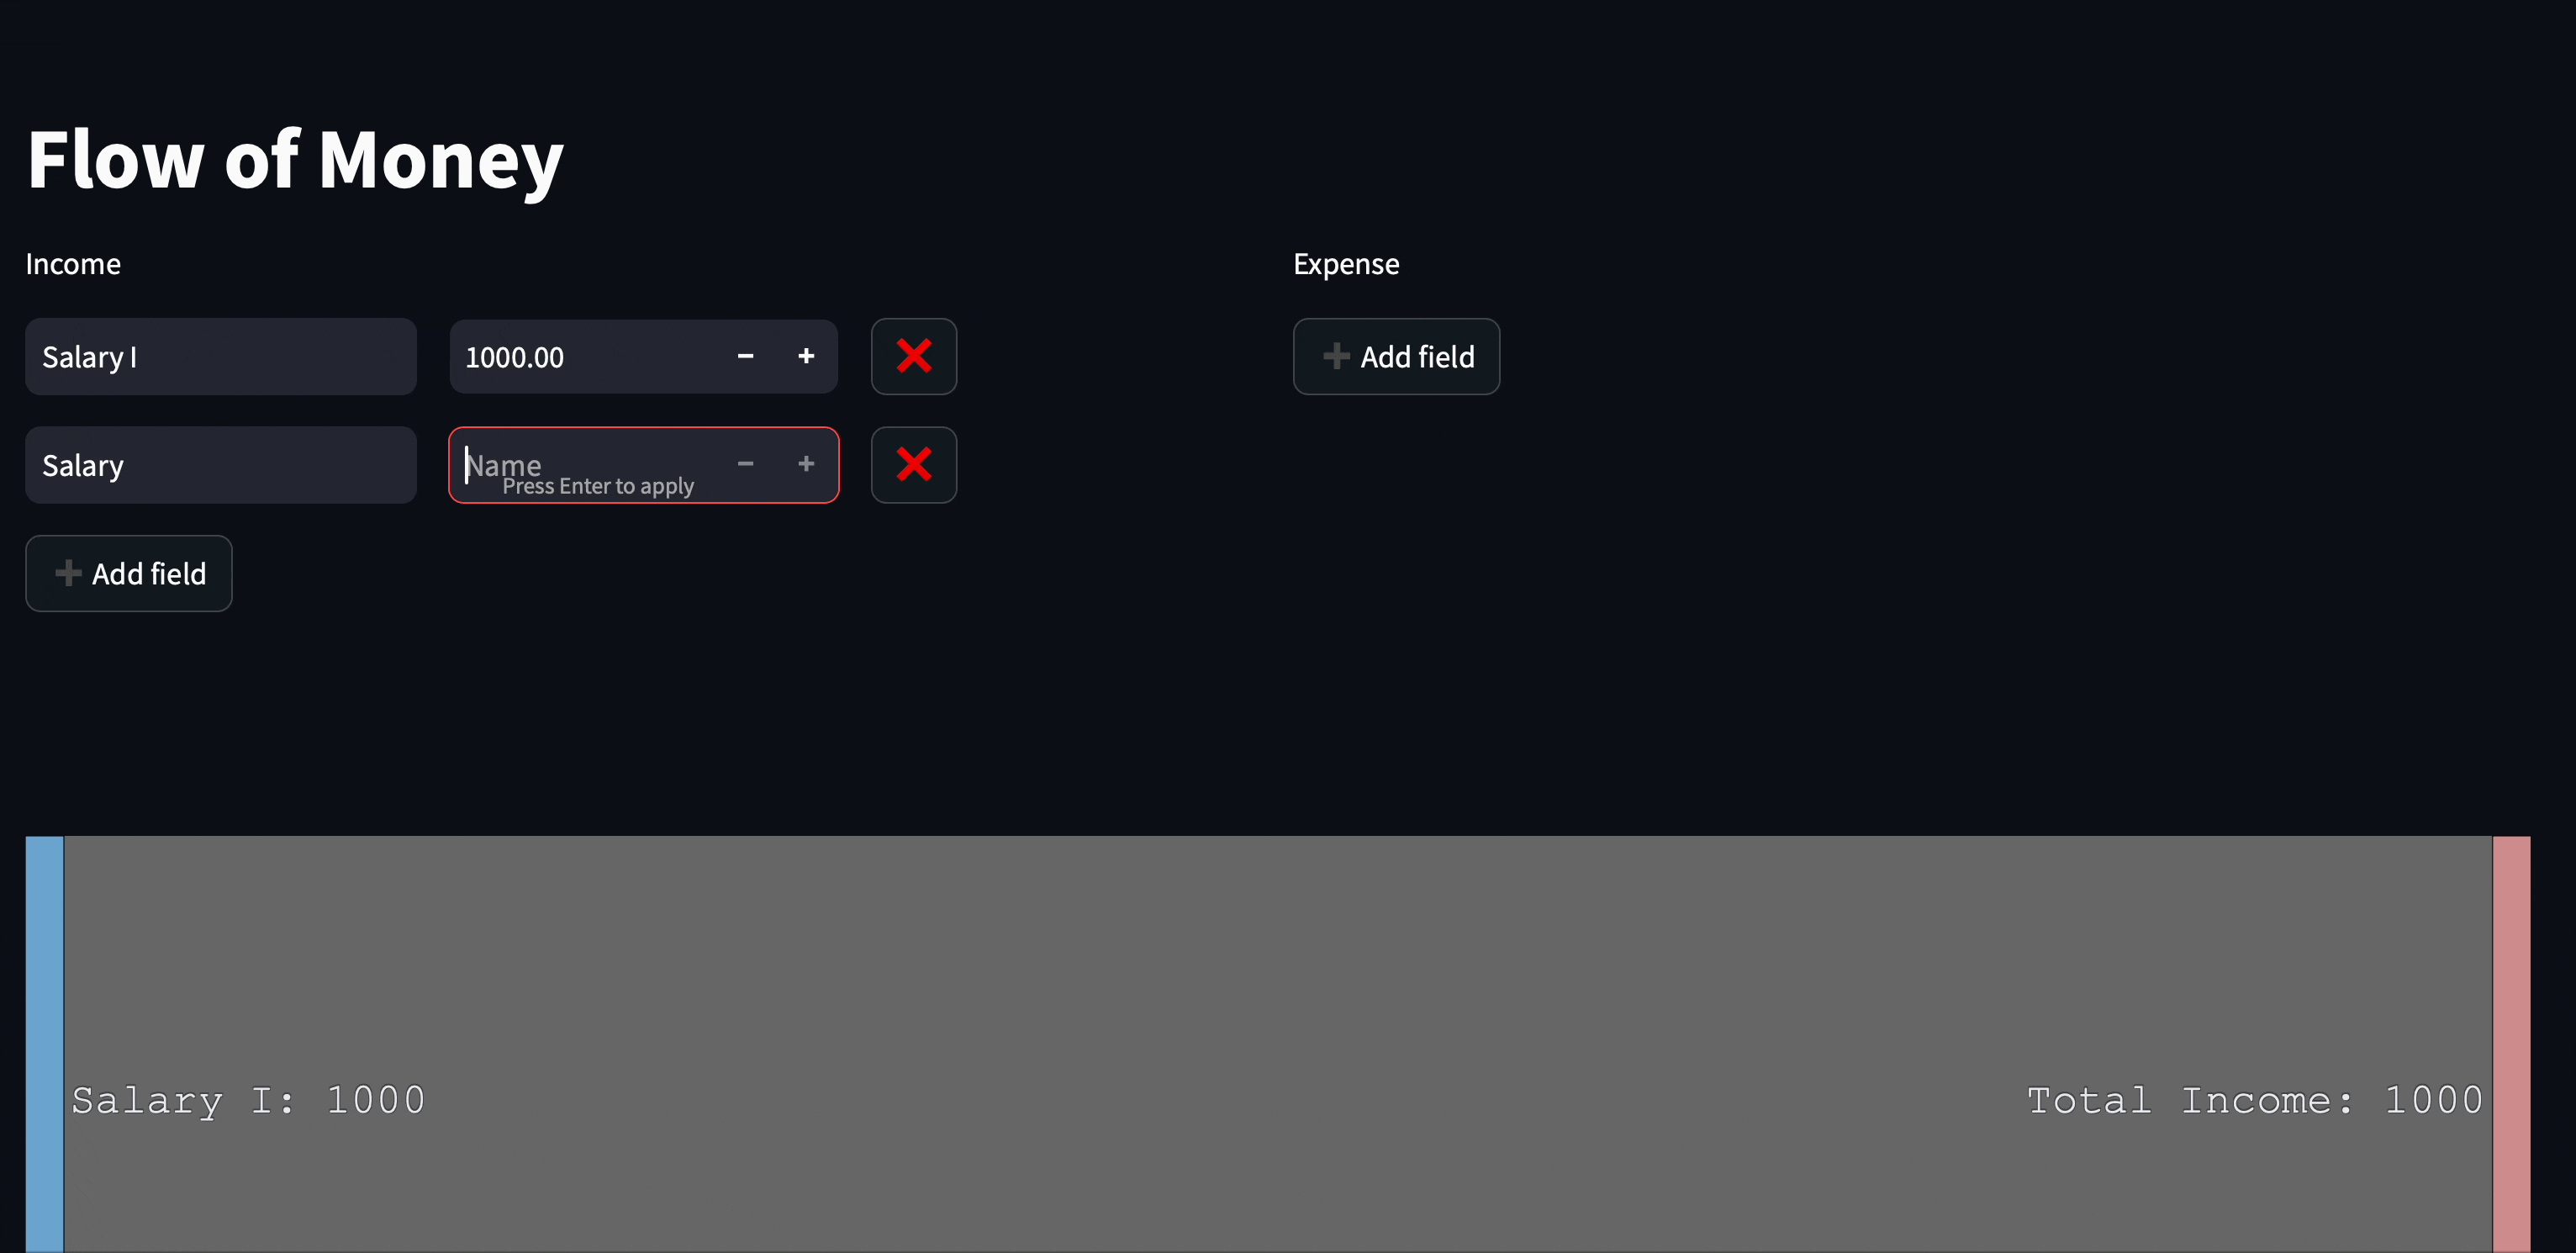 Flow of Money
Income
Expense
Salary I
1000.00
Add field
Salary
Name
Press Enter to apply
Add field
Salary I: 1000
Total Income: 1000